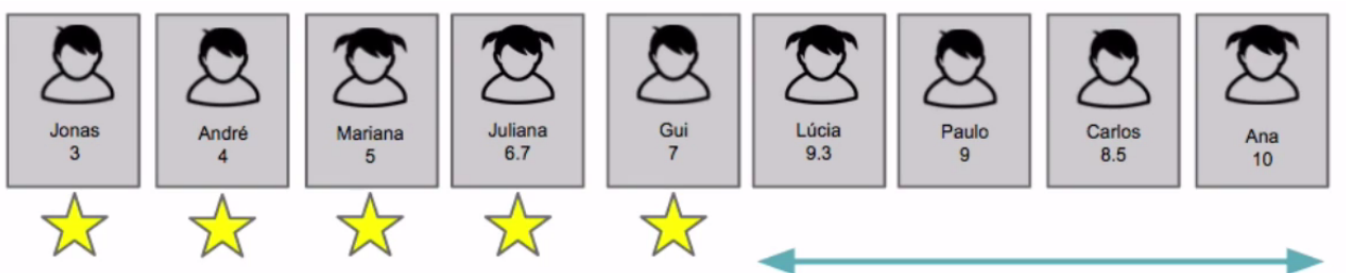 Jonas
3
André
4
Mariana
5
Juliana
6.7
Gui
7
Lúcia
9.3
Paulo
9
Carlos
8.5
Ana
10